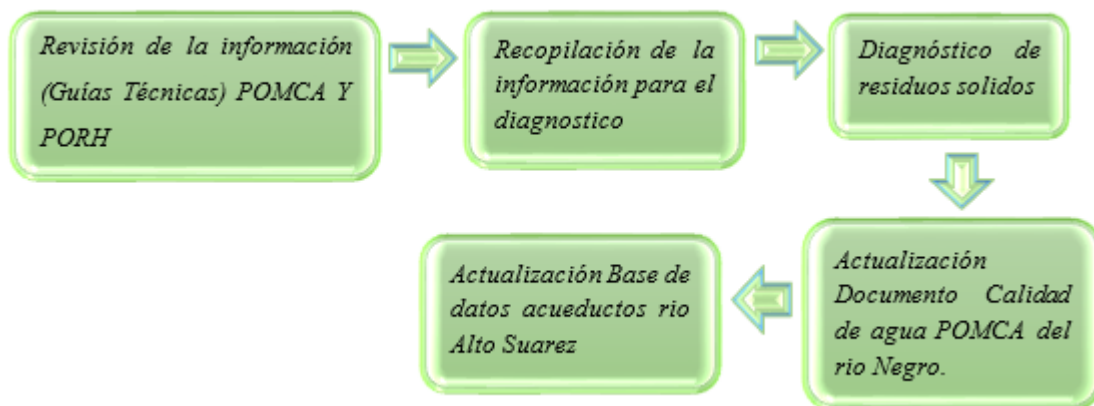 Revisión de la información
(Guías Técnicas) POMCA Y
PORH
Recopilación de la
información para el
diagnostico
Diagnóstico de
residuos solidos
Actualización
Documento Calidad
de agua POMCA del
rio Negro.
Actualización Base de
datos acueductos rio
Alto Suarez